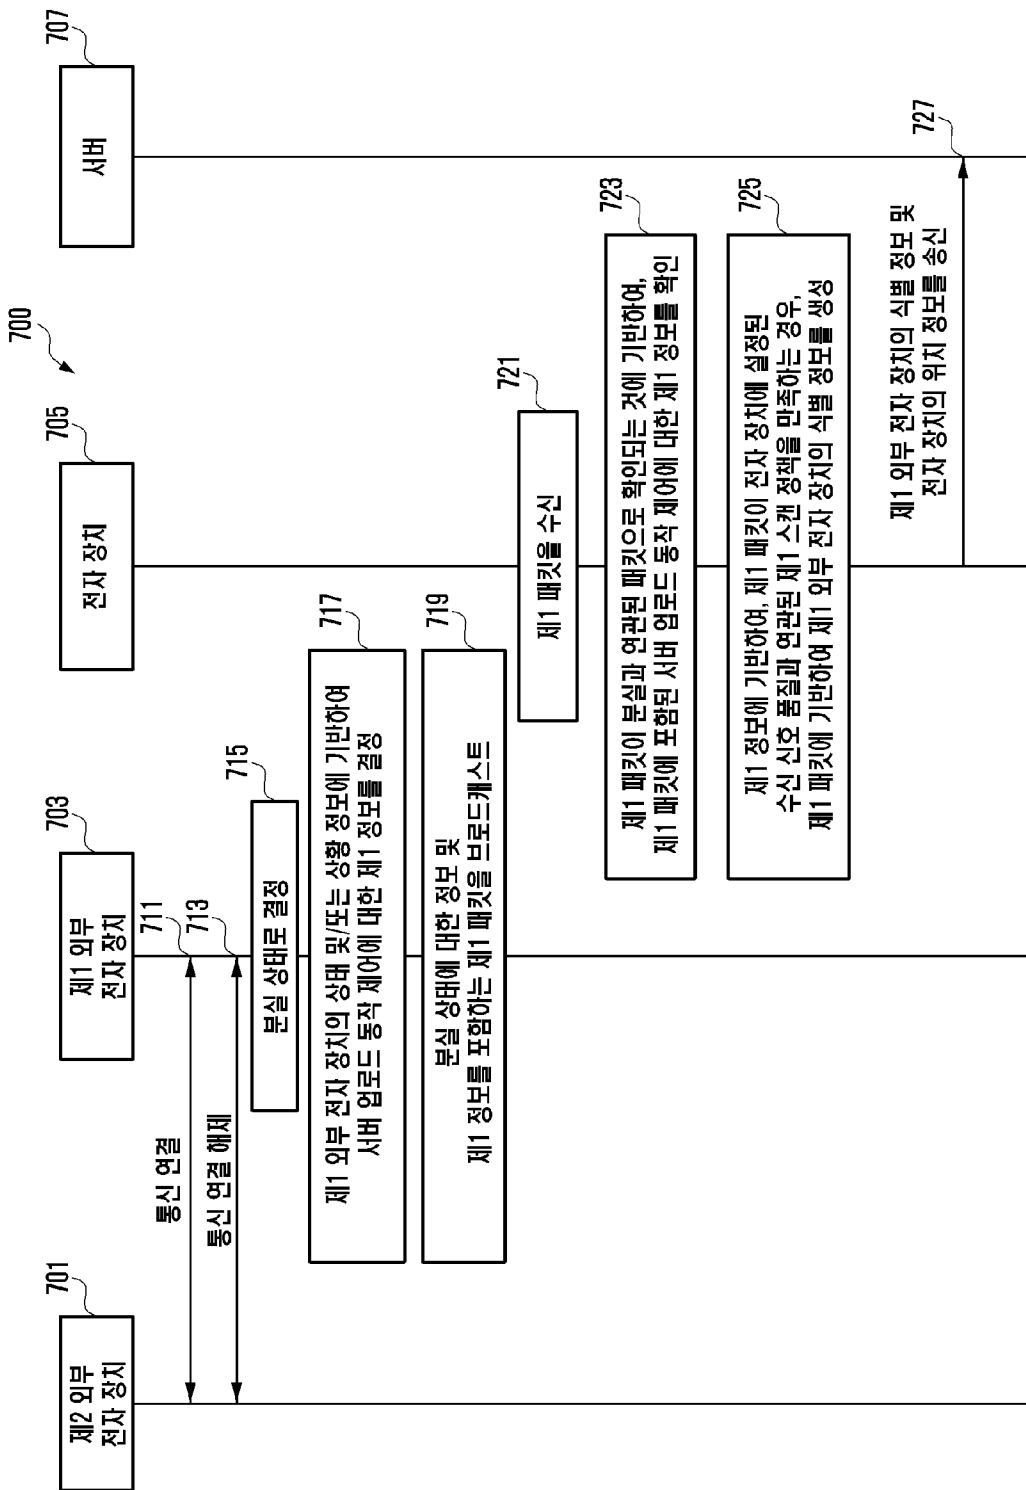 700
701
제2 외부
전자 장치
703
제1 외부
전자 장치
705
전자 장치
707
서버
통신 연결
711
통신 연결 해제
713
715
분실 상태로 결정
717
제1 외부 전자 장치의 상태 및/또는 상황 정보에 기반하여
서버 업로드 동작 제어에 대한 제1 정보를 결정
719
분실 상태에 대한 정보 및
제1 정보를 포함하는 제1 패킷을 브로드캐스트
721
제1 패킷을 수신
723
제1 패킷이 분실과 연관된 패킷으로 확인되는 것에 기반하여,
제1 패킷에 포함된 서버 업로드 동작 제어에 대한 제1 정보를 확인
725
제1 정보에 기반하여, 제1 패킷이 전자 장치에 설정된
수신 신호 품질과 연관된 제1 스캔 정책을 만족하는 경우,
제1 패킷에 기반하여 제1 외부 전자 장치의 식별 정보를 생성
제1 외부 전자 장치의 식별 정보 및
전자 장치의 위치 정보를 송신
727